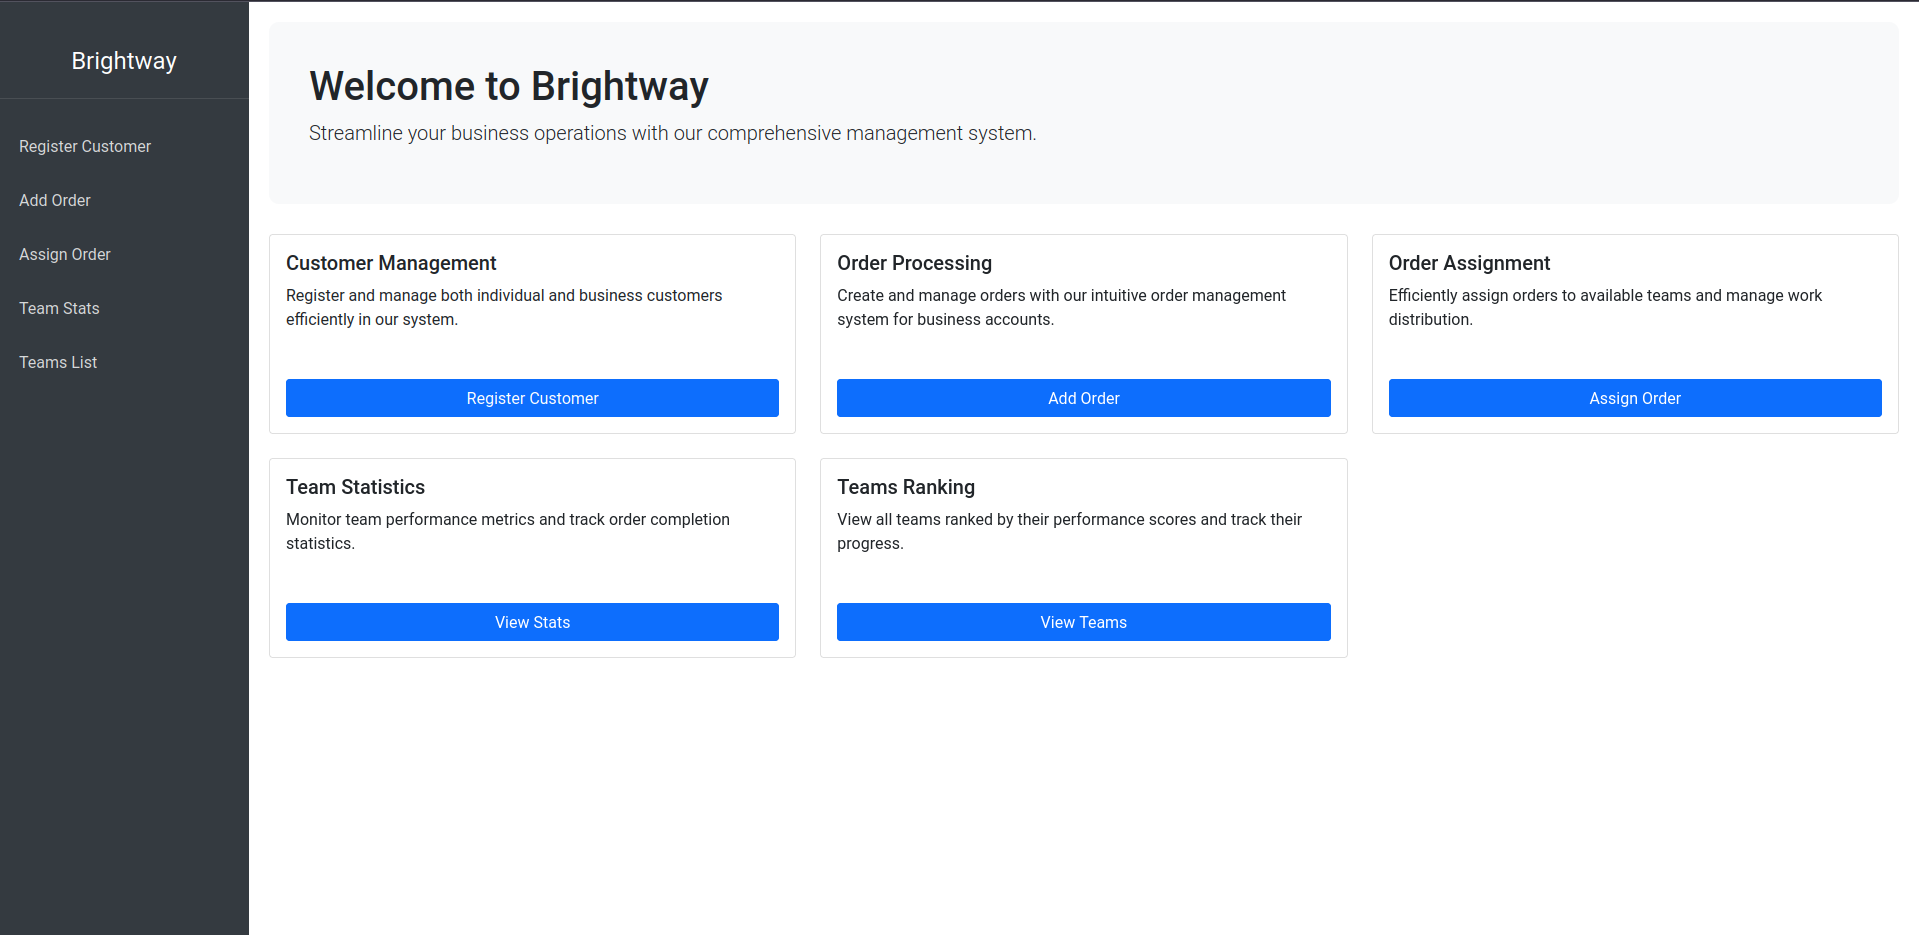 Brightway
Register Customer
Add Order
Assign Order
Team Stats
Teams List
Welcome to Brightway
Streamline your business operations with our comprehensive management system.
Customer Management
Register and manage both individual and business customers
efficiently in our system.
Register Customer
Order Processing
Create and manage orders with our intuitive order management
system for business accounts.
Add Order
Order Assignment
Efficiently assign orders to available teams and manage work
distribution.
Assign Order
Team Statistics
Monitor team performance metrics and track order completion
statistics.
View Stats
Teams Ranking
View all teams ranked by their performance scores and track their
progress.
View Teams